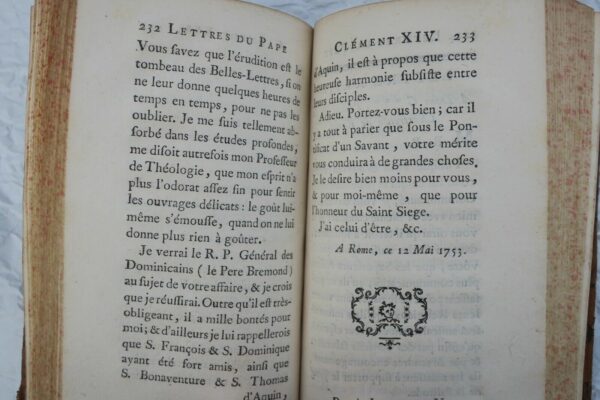 232 LETTRES DU PAPE
Vous savez que l'érudition est le
tombeau des Belles-Lettres, si on
ne leur donne quelques heures de
temps en temps, pour ne pas les
oublier. Je me suis tellement ab-
sorbé dans les études profondes,
me disoit autrefois mon Professeur
de Théologie, que mon esprit n'a
plus l'odorat assez fin pour sentir
les ouvrages délicats : le goût lui-
même s'émousse, quand on ne lui
donne plus rien à goûter.
Je verrai le R. P. Général des
Dominicains ( le Pere Bremond )
au sujet de votre affaire, & je crois
que je réussirai. Outre qu'il est très-
obligeant, il a mille bontés pour
moi ; & d'ailleurs je lui rappellerois
que S. François & S. Dominique
ayant été fort amis, ainsi que
S. Bonaventure & S. Thomas
d'Aquin,
CLÉMENT XIV. 233
d'Aquin, il est à propos que cette
heureuse harmonie subsiste entre
leurs disciples.
Adieu. Portez-vous bien ; car il
y a tout à parier que sous le Pon-
tificat d'un Savant, votre mérite
vous conduira à de grandes choses.
Je le desire bien moins pour vous,
& pour moi-même, que pour
l'honneur du Saint Siege.
J'ai celui d'être, &c.
A Rome, ce 12 Mai 1753.